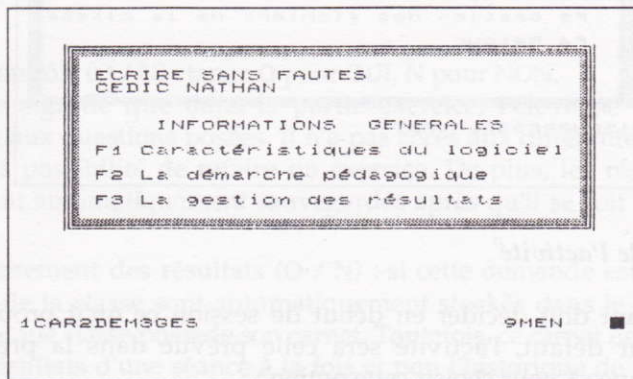 ECRIRE SANS FAUTES
CEDIC NATHAN
INFORMATIONS GENERALES
F1 Caractéristiques du logiciel
F2 La démarche pédagogique
F3 La gestion des résultats
1CAR2DEM3GES 9MEN